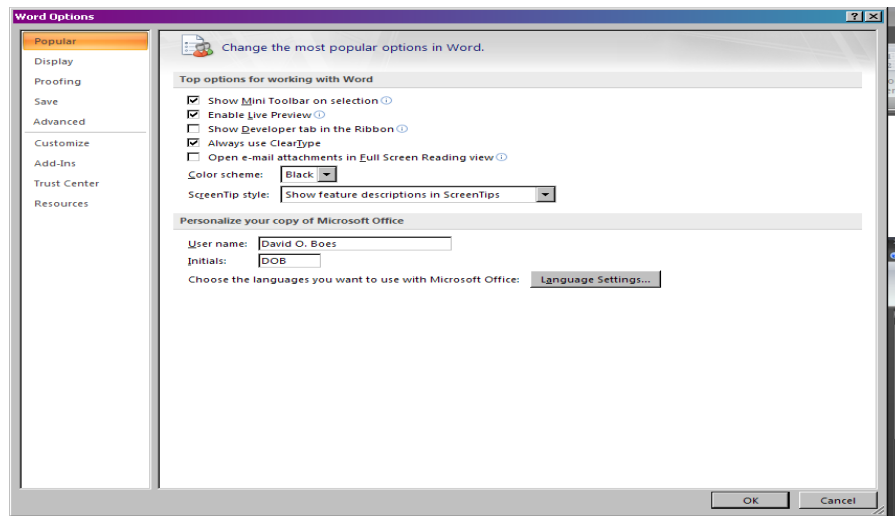 Word Options
Popular
Display
Proofing
Save
Advanced
Customize
Add-Ins
Trust Center
Resources
Change the most popular options in Word.
Top options for working with Word
Show Mini Toolbar on selection
Enable Live Preview
Show Developer tab in the Ribbon
Always use ClearType
Open e-mail attachments in Full Screen Reading view
Color scheme: Black
ScreenTip style: Show feature descriptions in ScreenTips
Personalize your copy of Microsoft Office
User name: David O. Boes
Initials: DOB
Choose the languages you want to use with Microsoft Office: Language Settings...
OK Cancel